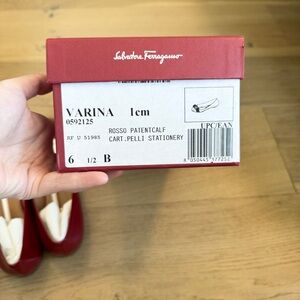 Salvatore Ferragamo
VARINA 1cm
0592125
RF U 51985
ROSSO PATENTCALF
CART.PELLI STATIONERY
UPC/EAN
6 1/2 B